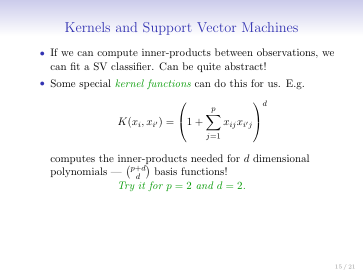 Kernels and Support Vector Machines
• If we can compute inner-products between observations, we
can fit a SV classifier. Can be quite abstract!
• Some special kernel functions can do this for us. E.g.
K(x_i, x_{i'}) = (1 + \sum_{j=1}^{p} x_{ij} x_{i'j})^d
computes the inner-products needed for d dimensional
polynomials — \binom{p+d}{d} basis functions!
Try it for p = 2 and d = 2.
15 / 21